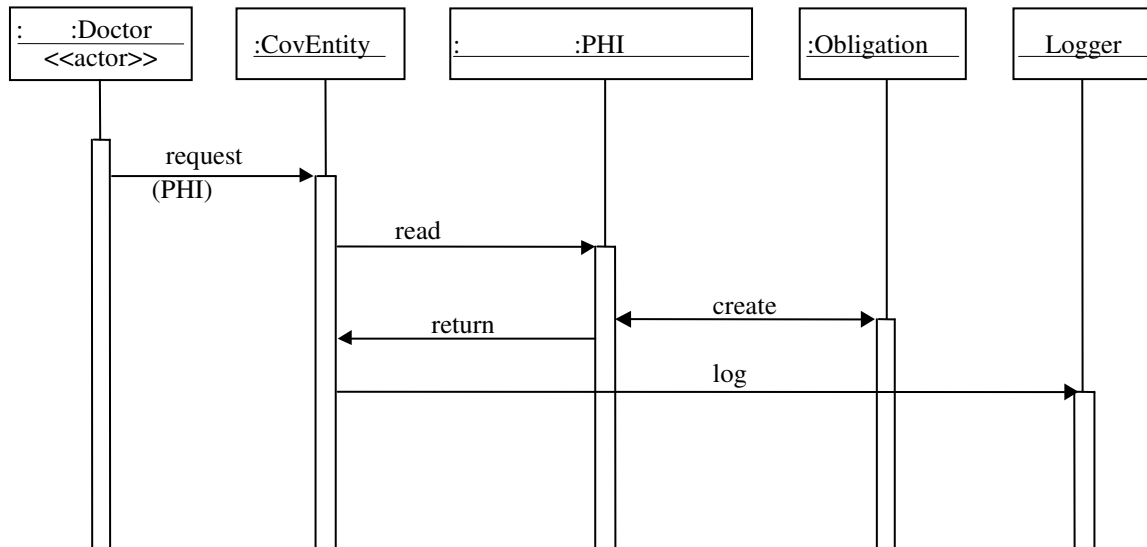 : :Doctor
<<actor>>
:CovEntity
: :PHI
:Obligation
Logger
request
(PHI)
read
create
return
log